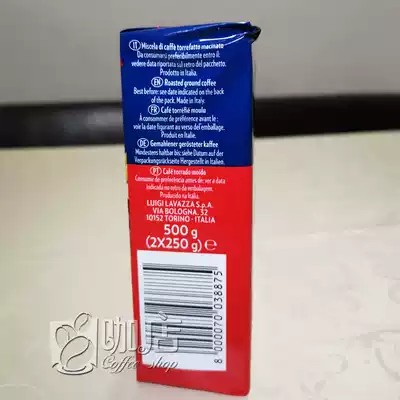 IT Miscela di caffè torrefatto macinato
Da consumarsi preferibilmente entro il:
vedere data riportata sul retro del pacchetto.
Prodotto in Italia.
EN Roasted ground coffee
Best before: see date indicated on the back
of the pack. Made in Italy.
FR Café torréfié moulu
A consommer de préférence avant le :
voir la date figurant au verso de l'emballage.
Produit en Italie.
DE Gemahlener gerösteter kaffee
Mindestens haltbar bis: siehe Datum auf der
Verpackungsrückseite Hergestellt in Italien.
PT Café torrado moído
Consumir de preferência antes de: ver a data
indicada no retro da embalagem.
Produzido na Itália.
LUIGI LAVAZZA S.p.A.
VIA BOLOGNA, 32
10152 TORINO - ITALIA
500 g
(2X250 g) e
8 000070 038875
咖店
Coffee shop